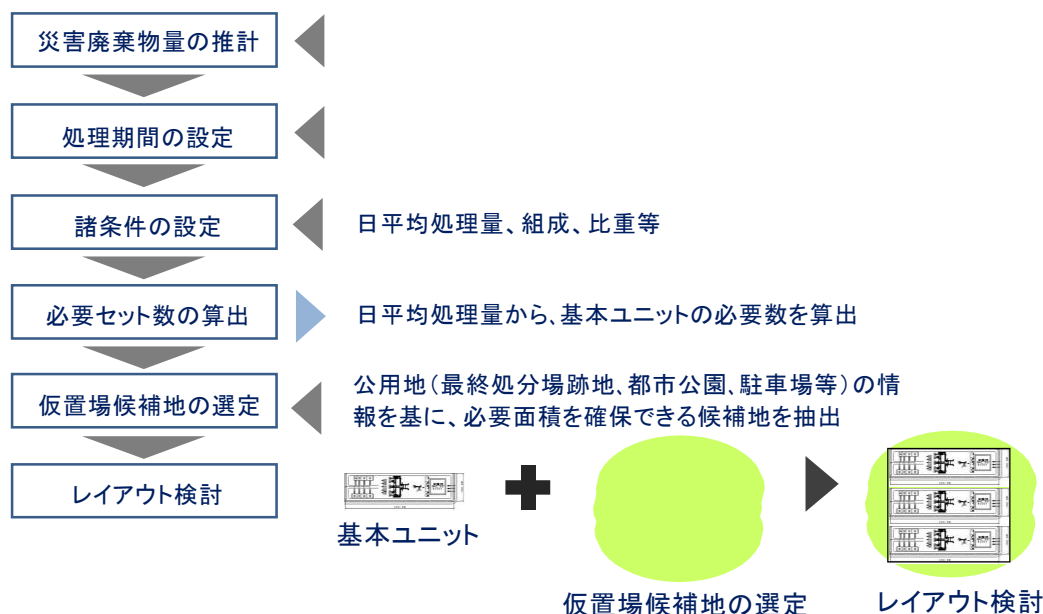 災害廃棄物量の推計
処理期間の設定
諸条件の設定
日平均処理量、組成、比重等
必要セット数の算出
日平均処理量から、基本ユニットの必要数を算出
仮置場候補地の選定
公用地（最終処分場跡地、都市公園、駐車場等）の情
報を基に、必要面積を確保できる候補地を抽出
レイアウト検討
基本ユニット
仮置場候補地の選定
レイアウト検討